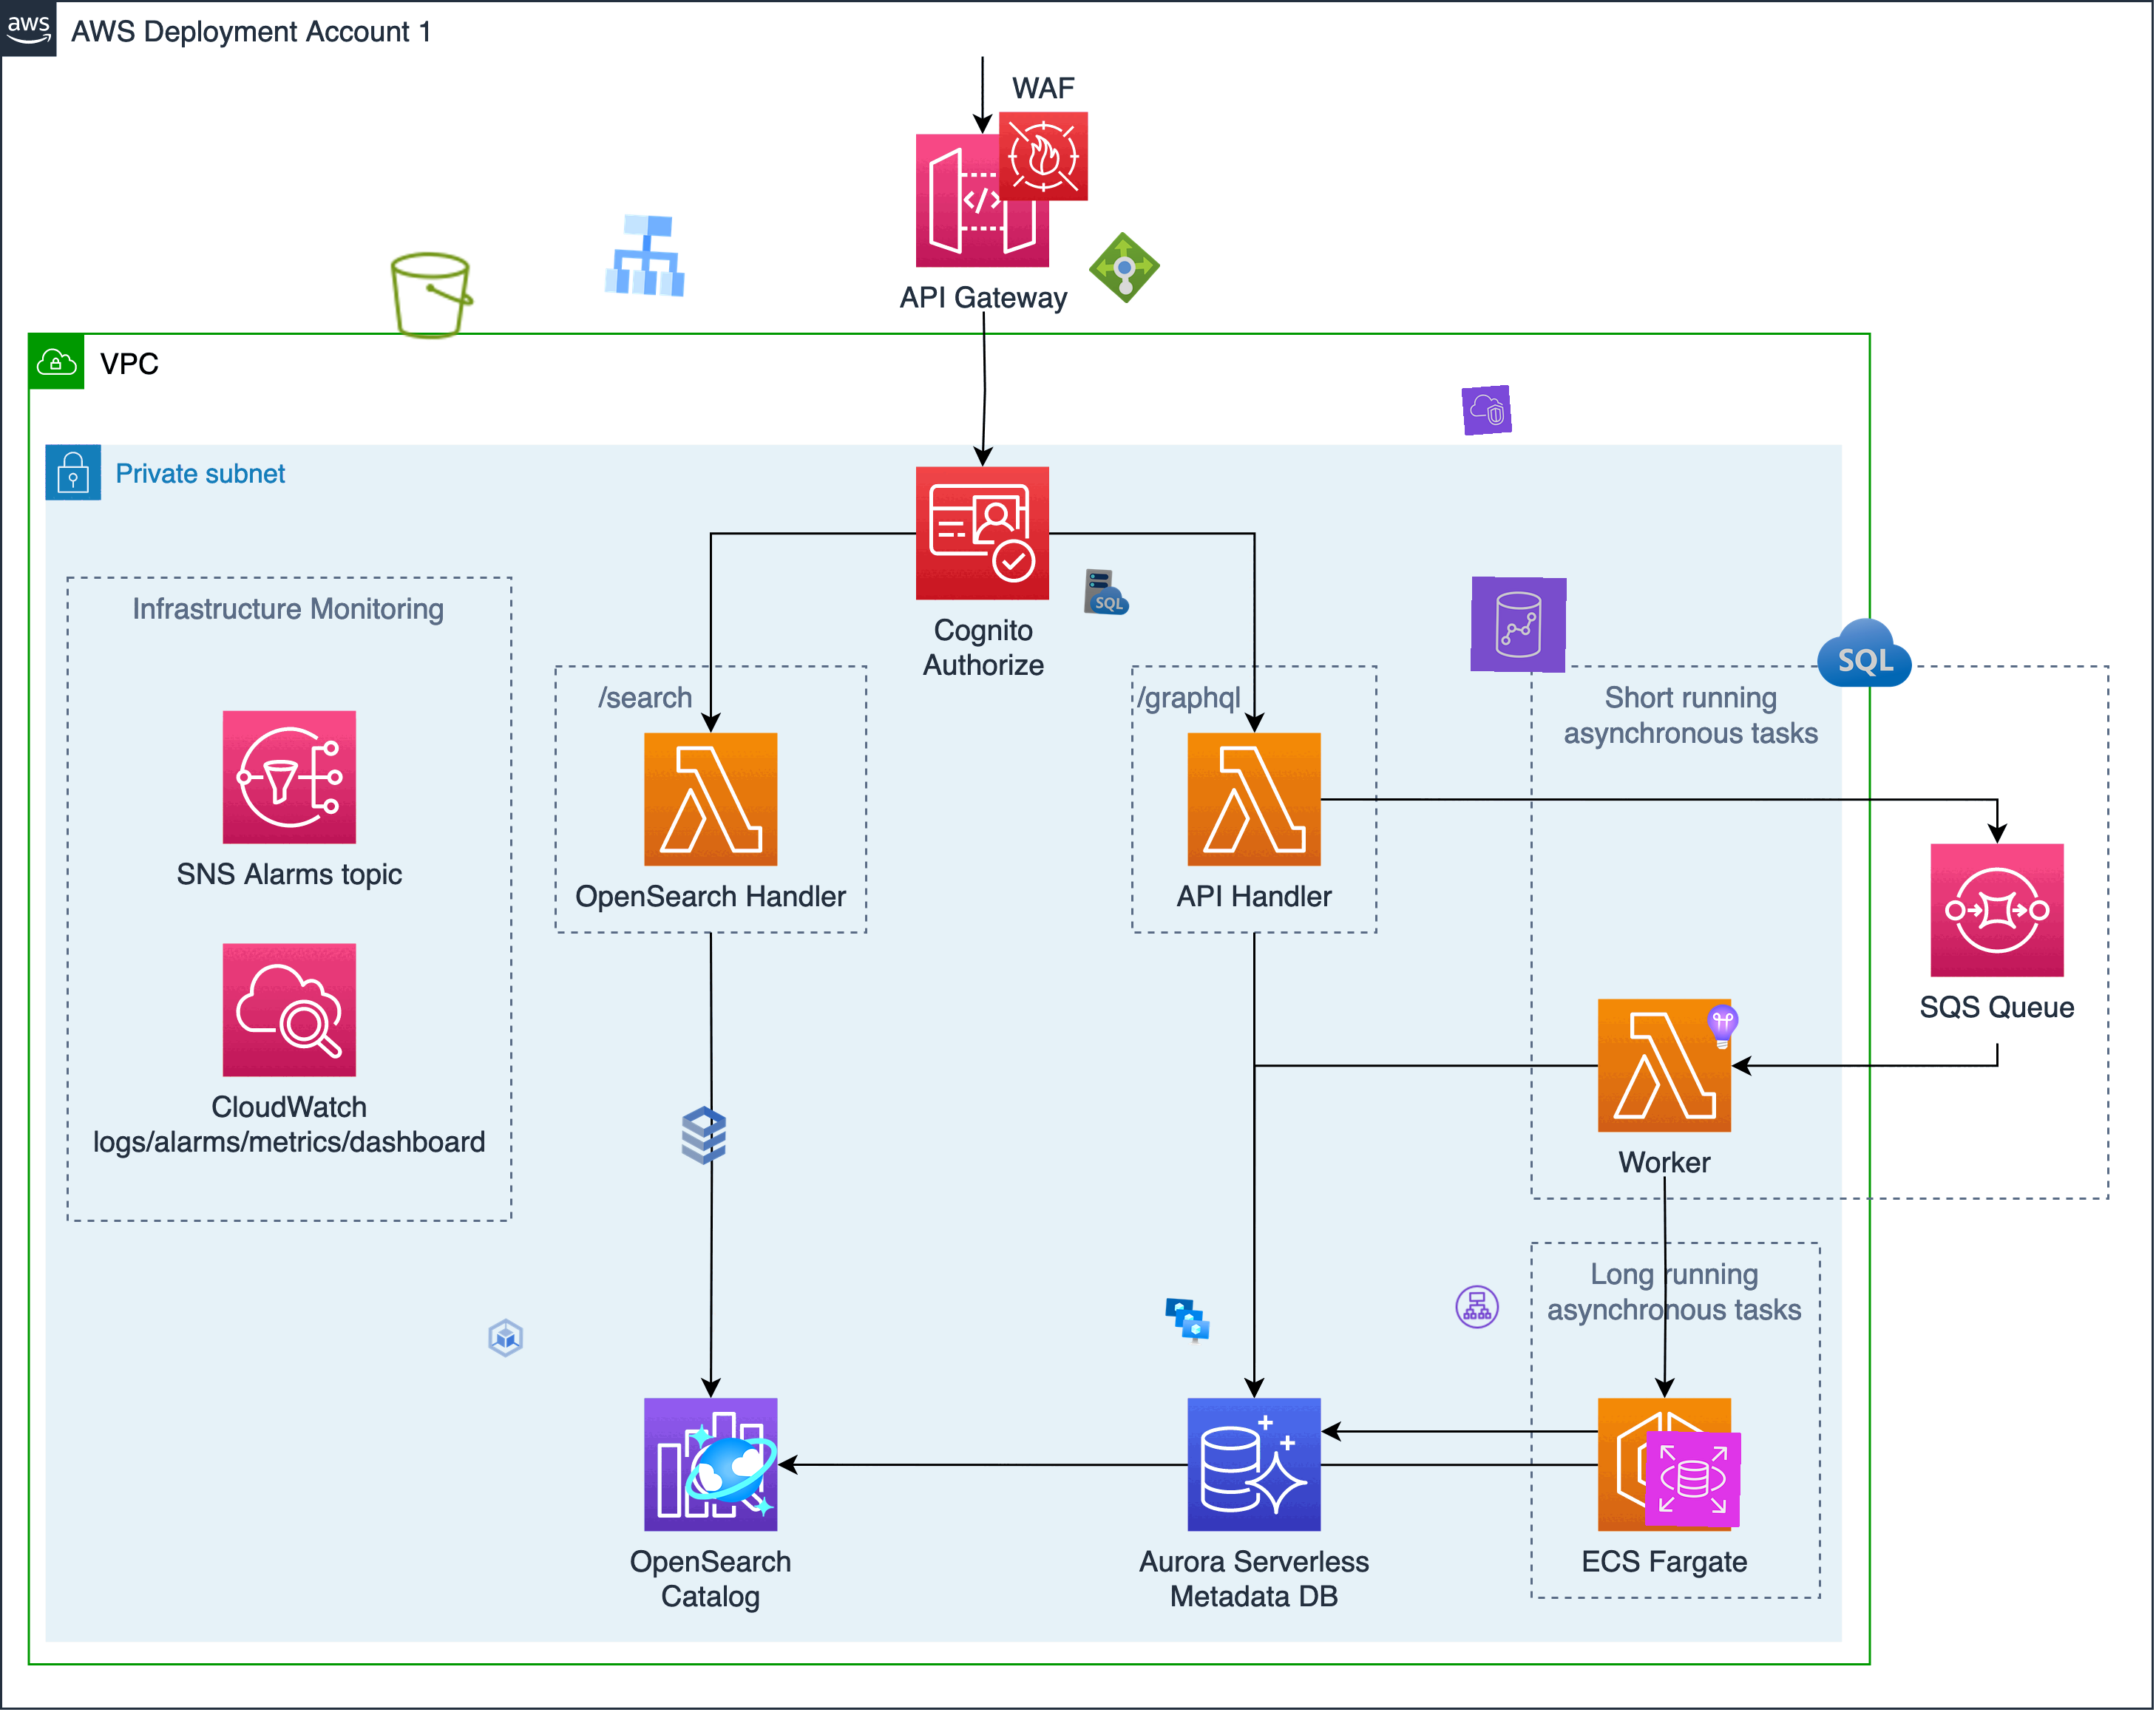 aws
AWS Deployment Account 1
WAF
</>
API Gateway
VPC
Private subnet
Cognito
Authorize
SQL
SQL
Infrastructure Monitoring
/search
/graphql
Short running
asynchronous tasks
SNS Alarms topic
OpenSearch Handler
API Handler
SQS Queue
CloudWatch
logs/alarms/metrics/dashboard
Worker
Long running
asynchronous tasks
OpenSearch
Catalog
Aurora Serverless
Metadata DB
ECS Fargate